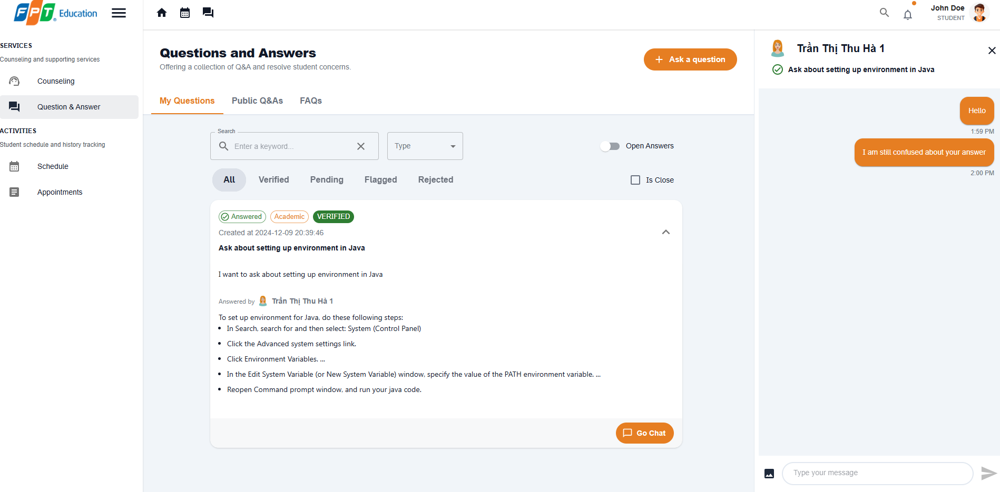 FPT Education
SERVICES
Counseling and supporting services
Counseling
Question & Answer
ACTIVITIES
Student schedule and history tracking
Schedule
Appointments
John Doe
STUDENT
Questions and Answers
Offering a collection of Q&A and resolve student concerns.
Ask a question
My Questions
Public Q&As
FAQs
Search
Enter a keyword...
Type
Open Answers
All
Verified
Pending
Flagged
Rejected
Is Close
Answered
Academic
VERIFIED
Created at 2024-12-09 20:39:46
Ask about setting up environment in Java
I want to ask about setting up environment in Java
Answered by Trần Thị Thu Hà 1
To set up environment for Java, do these following steps:
In Search, search for and then select: System (Control Panel)
Click the Advanced system settings link.
Click Environment Variables. ...
In the Edit System Variable (or New System Variable) window, specify the value of the PATH environment variable. ...
Reopen Command prompt window, and run your java code.
Go Chat
Trần Thị Thu Hà 1
Ask about setting up environment in Java
Hello
1:59 PM
I am still confused about your answer
2:00 PM
Type your message